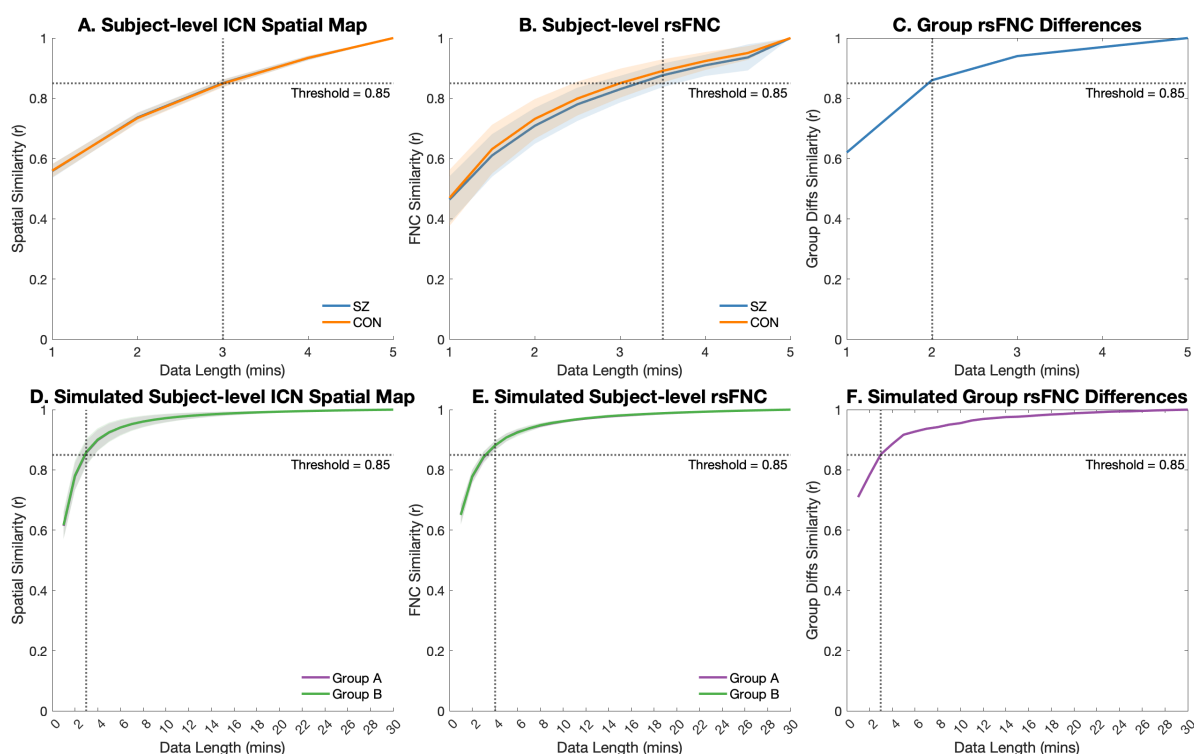 A. Subject-level ICN Spatial Map
Spatial Similarity (r)
1
0.8
0.6
0.4
0.2
0
Threshold = 0.85
SZ
CON
1 2 3 4 5
Data Length (mins)
B. Subject-level rsFNC
FNC Similarity (r)
1
0.8
0.6
0.4
0.2
0
Threshold = 0.85
SZ
CON
1 2 3 4 5
Data Length (mins)
C. Group rsFNC Differences
Group Diffs Similarity (r)
1
0.8
0.6
0.4
0.2
0
Threshold = 0.85
1 2 3 4 5
Data Length (mins)
D. Simulated Subject-level ICN Spatial Map
Spatial Similarity (r)
1
0.8
0.6
0.4
0.2
0
Threshold = 0.85
Group A
Group B
0 2 4 6 8 10 12 14 16 18 20 22 24 26 28 30
Data Length (mins)
E. Simulated Subject-level rsFNC
FNC Similarity (r)
1
0.8
0.6
0.4
0.2
0
Threshold = 0.85
Group A
Group B
0 2 4 6 8 10 12 14 16 18 20 22 24 26 28 30
Data Length (mins)
F. Simulated Group rsFNC Differences
Group Diffs Similarity (r)
1
0.8
0.6
0.4
0.2
0
Threshold = 0.85
0 2 4 6 8 10 12 14 16 18 20 22 24 26 28 30
Data Length (mins)